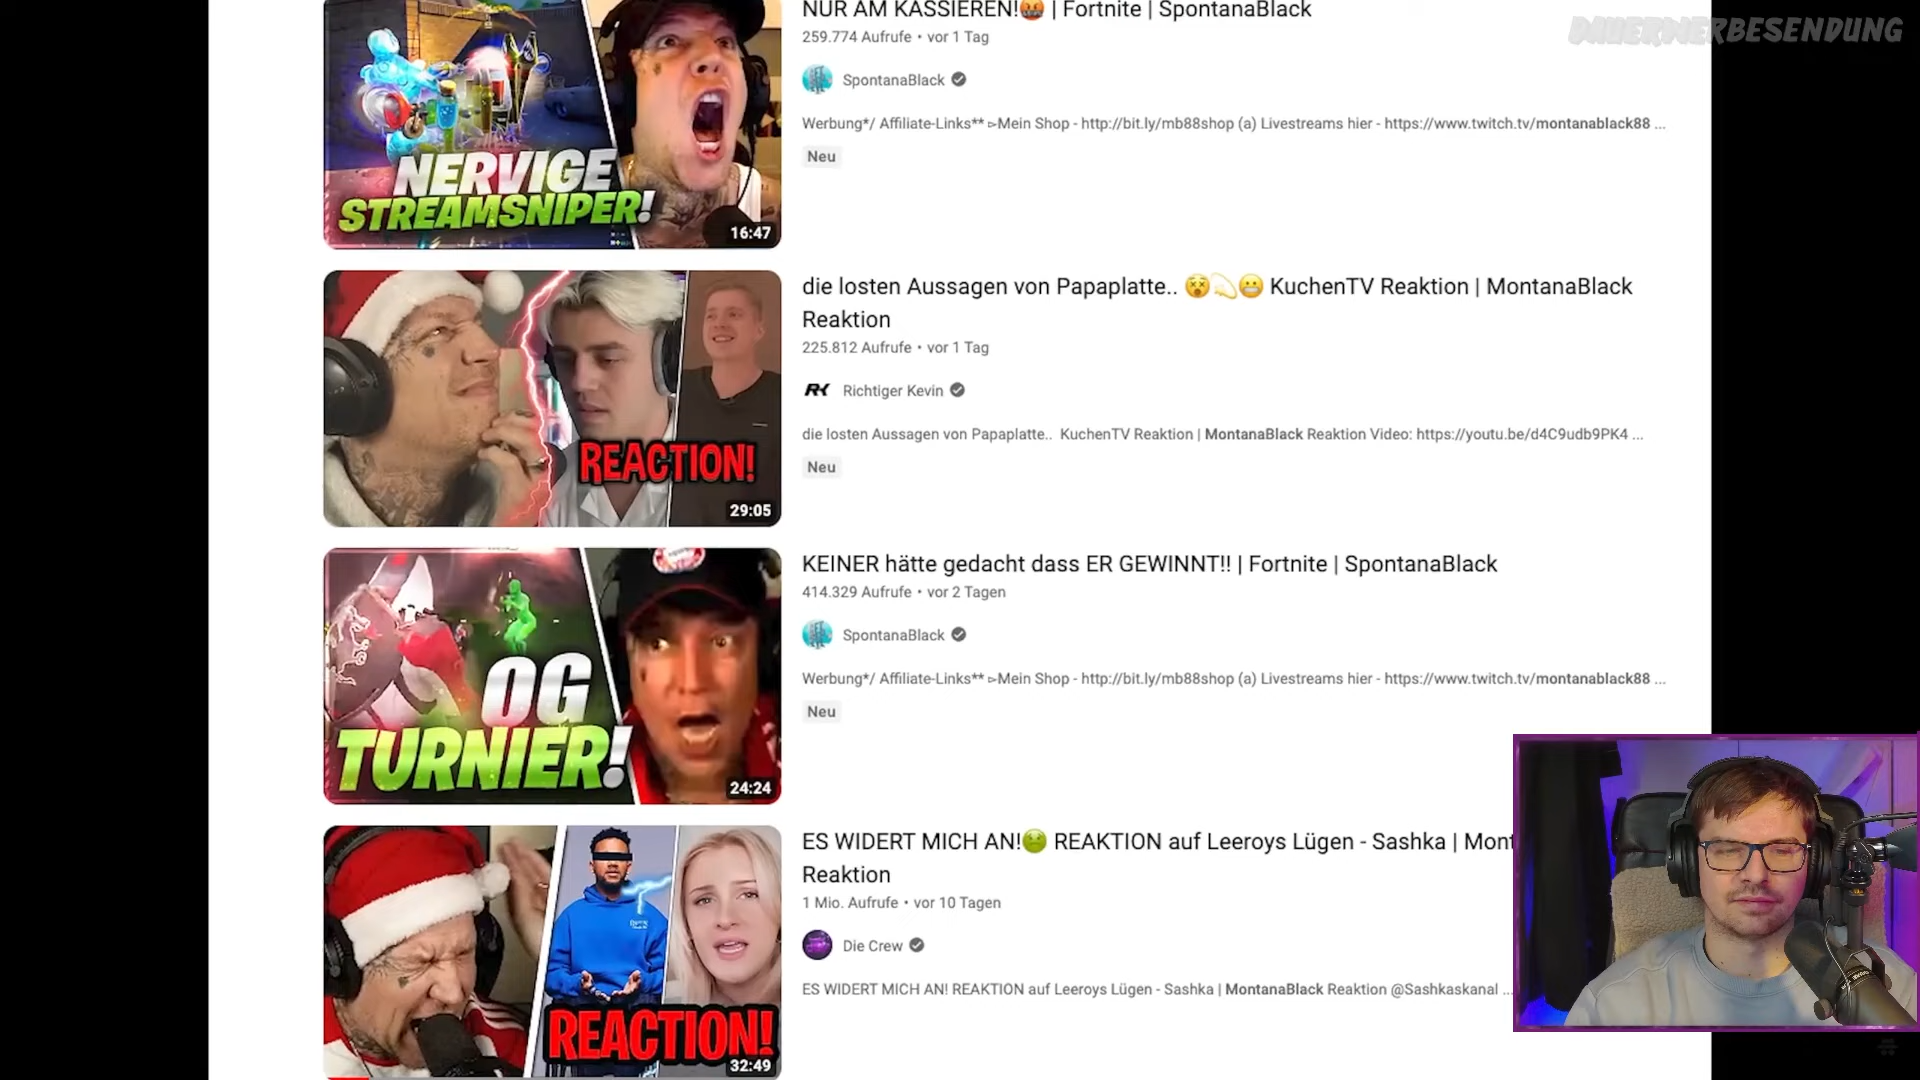 NUR AM KASSIEREN!🤬 | Fortnite | SpontanaBlack
DAUERWERBESENDUNG
259.774 Aufrufe • vor 1 Tag
SpontanaBlack
Werbung*/ Affiliate-Links** ▻Mein Shop - http://bit.ly/mb88shop (a) Livestreams hier - https://www.twitch.tv/montanablack88 ...
Neu
NERVIGE
STREAMSNIPER!
16:47
die losten Aussagen von Papaplatte.. 😵💫😬 KuchenTV Reaktion | MontanaBlack
Reaktion
225.812 Aufrufe • vor 1 Tag
RK Richtiger Kevin
die losten Aussagen von Papaplatte.. KuchenTV Reaktion | MontanaBlack Reaktion Video: https://youtu.be/d4C9udb9PK4 ...
Neu
REACTION!
29:05
KEINER hätte gedacht dass ER GEWINNT!! | Fortnite | SpontanaBlack
414.329 Aufrufe • vor 2 Tagen
SpontanaBlack
Werbung*/ Affiliate-Links** ▻Mein Shop - http://bit.ly/mb88shop (a) Livestreams hier - https://www.twitch.tv/montanablack88 ...
Neu
OG
TURNIER!
24:24
ES WIDERT MICH AN!🤢 REAKTION auf Leeroys Lügen - Sashka | Mont
Reaktion
1 Mio. Aufrufe • vor 10 Tagen
Die Crew
ES WIDERT MICH AN! REAKTION auf Leeroys Lügen - Sashka | MontanaBlack Reaktion @Sashkaskanal ...
REACTION!
32:49